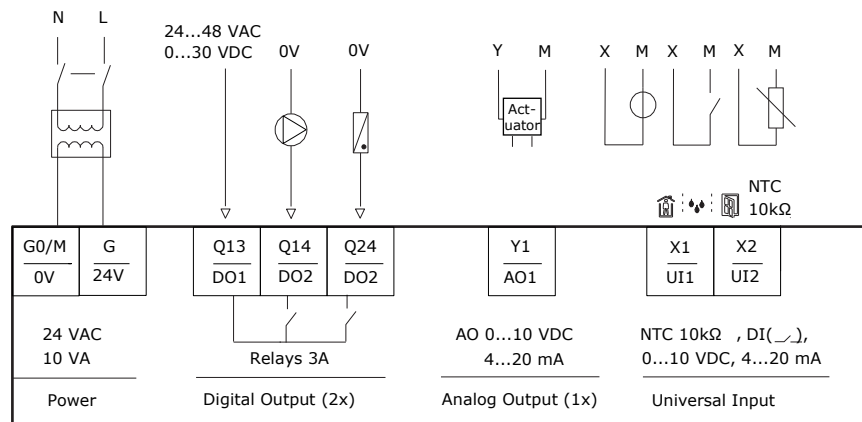 N L
24...48 VAC
0...30 VDC
0V
0V
Y M
X M X M X M
Act-
uator
NTC
10kΩ
G0/M
0V
G
24V
Q13
DO1
Q14
DO2
Q24
DO2
Y1
AO1
X1
UI1
X2
UI2
24 VAC
10 VA
Relays 3A
AO 0...10 VDC
4...20 mA
NTC 10kΩ , DI( ),
0...10 VDC, 4...20 mA
Power
Digital Output (2x)
Analog Output (1x)
Universal Input